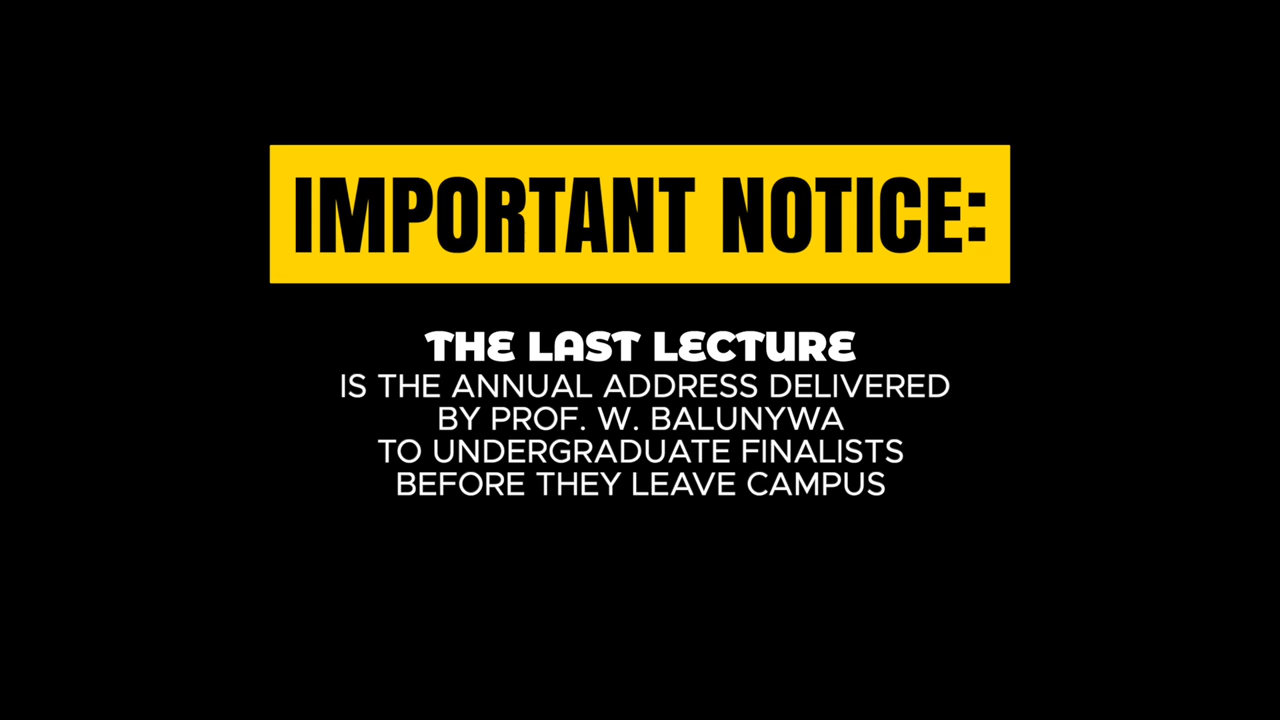 IMPORTANT NOTICE:
THE LAST LECTURE
IS THE ANNUAL ADDRESS DELIVERED
BY PROF. W. BALUNYWA
TO UNDERGRADUATE FINALISTS
BEFORE THEY LEAVE CAMPUS